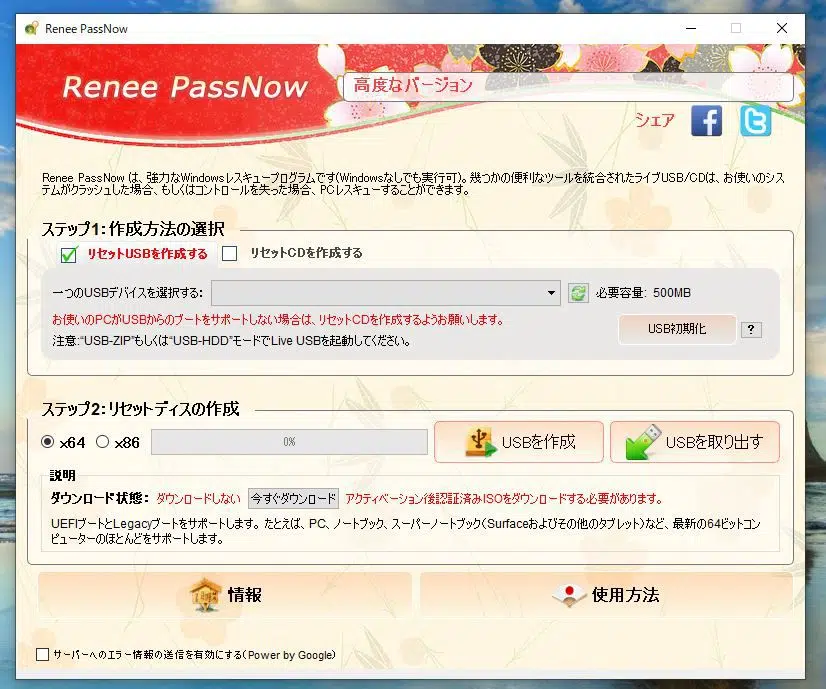 Renee PassNow
Renee PassNow
高度なバージョン
シェア
Renee PassNow は、強力なWindowsレスキュープログラムです(Windowsなしでも実行可)。幾つかの便利なツールを統合されたライブUSB/CDは、お使いのシス
テムがクラッシュした場合、もしくはコントロールを失った場合、PCレスキューすることができます。
ステップ1：作成方法の選択
リセットUSBを作成する リセットCDを作成する
一つのUSBデバイスを選択する: 必要容量: 500MB
お使いのPCがUSBからのブートをサポートしない場合は、リセットCDを作成するようお願いします。
USB初期化 ?
注意:“USB-ZIP”もしくは“USB-HDD”モードでLive USBを起動してください。
ステップ2：リセットディスの作成
x64 x86 0% USBを作成 USBを取り出す
説明
ダウンロード状態： ダウンロードしない 今すぐダウンロード アクティベーション後認証済みISOをダウンロードする必要があります。
UEFIブートとLegacyブートをサポートします。たとえば、PC、ノートブック、スーパーノートブック(Surfaceおよびその他のタブレット)など、最新の64ビットコン
ピューターのほとんどをサポートします。
情報 使用方法
サーバーへのエラー情報の送信を有効にする(Power by Google)